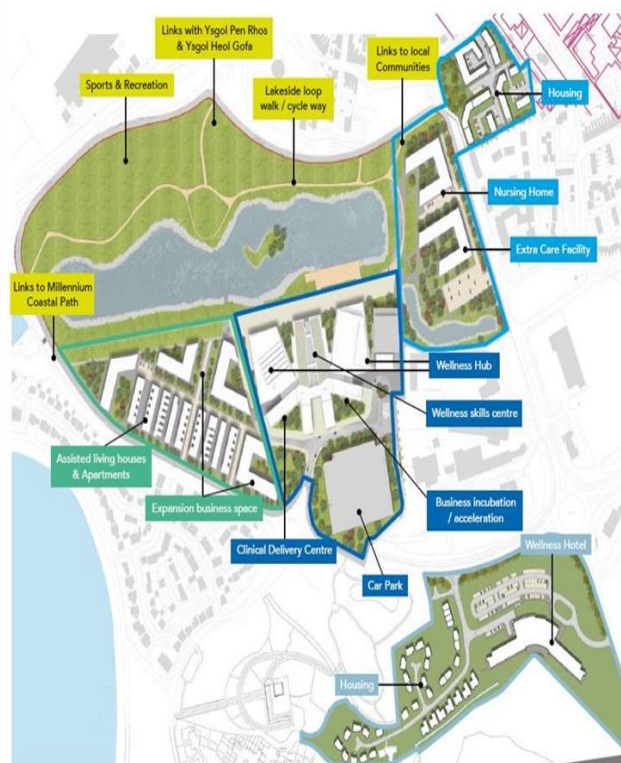 Links with Ysgol Pen Rhos
& Ysgol Heol Gofa
Sports & Recreation
Lakeside loop
walk / cycle way
Links to local
Communities
Housing
Nursing Home
Extra Care Facility
Links to Millennium
Coastal Path
Wellness Hub
Wellness skills centre
Assisted living houses
& Apartments
Expansion business space
Business incubation
/ acceleration
Clinical Delivery Centre
Car Park
Wellness Hotel
Housing